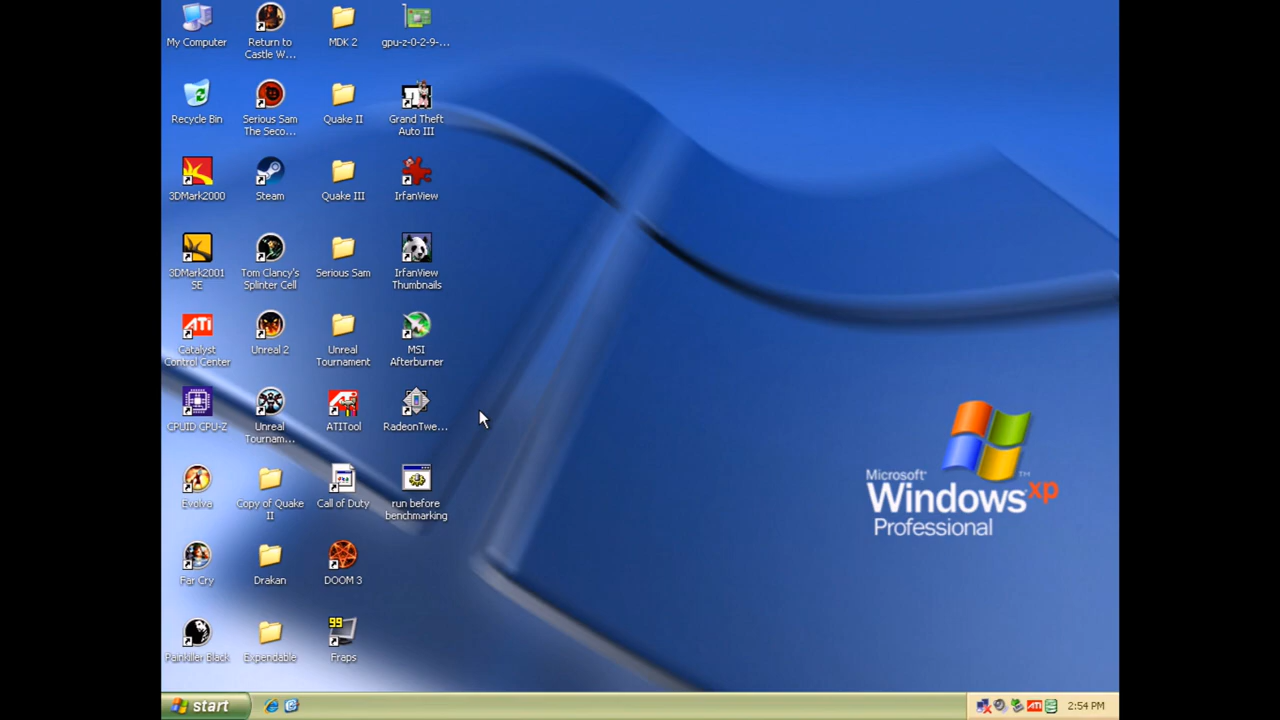 My Computer
Return to
Castle W...
MDK 2
gpu-z-0-2-9-...
Recycle Bin
Serious Sam
The Seco...
Quake II
Grand Theft
Auto III
3DMark2000
Steam
Quake III
IrfanView
3DMark2001
SE
Tom Clancy's
Splinter Cell
Serious Sam
IrfanView
Thumbnails
ATI
Catalyst
Control Center
Unreal 2
Unreal
Tournament
MSI
Afterburner
CPUID CPU-Z
Unreal
Tournam...
ATITool
RadeonTwe...
Evolva
Copy of Quake
II
Call of Duty
run before
benchmarking
Far Cry
Drakan
DOOM 3
Painkiller Black
Expendable
99
Fraps
Microsoft
Windows xp
TM
Professional
start
ATI
2:54 PM